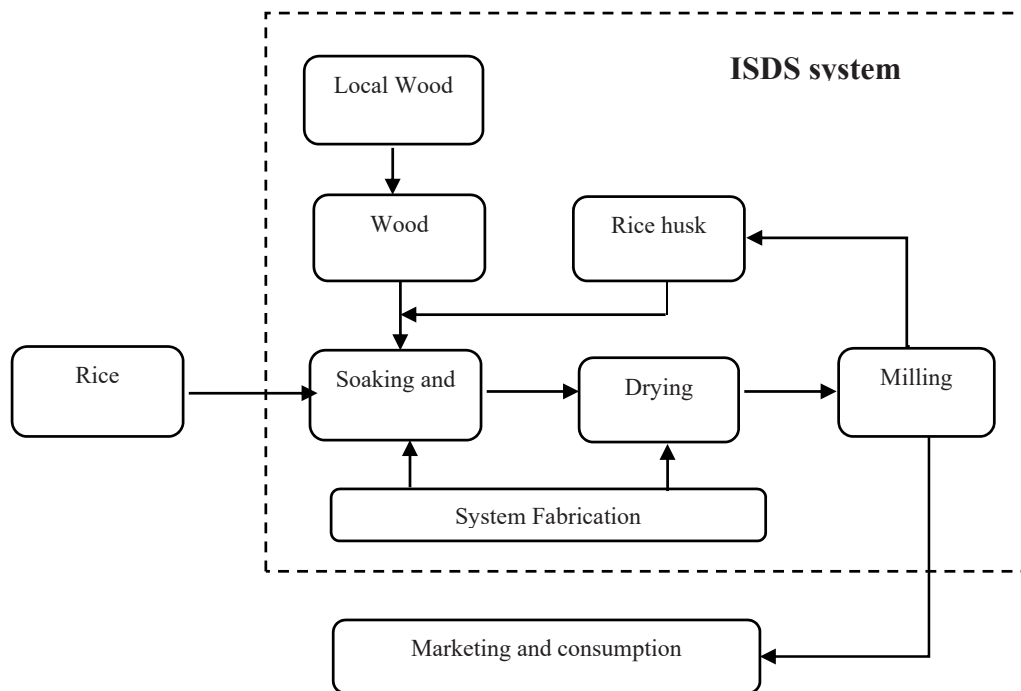 ISDS system
Local Wood
Wood
Rice husk
Rice
Soaking and
Drying
Milling
System Fabrication
Marketing and consumption